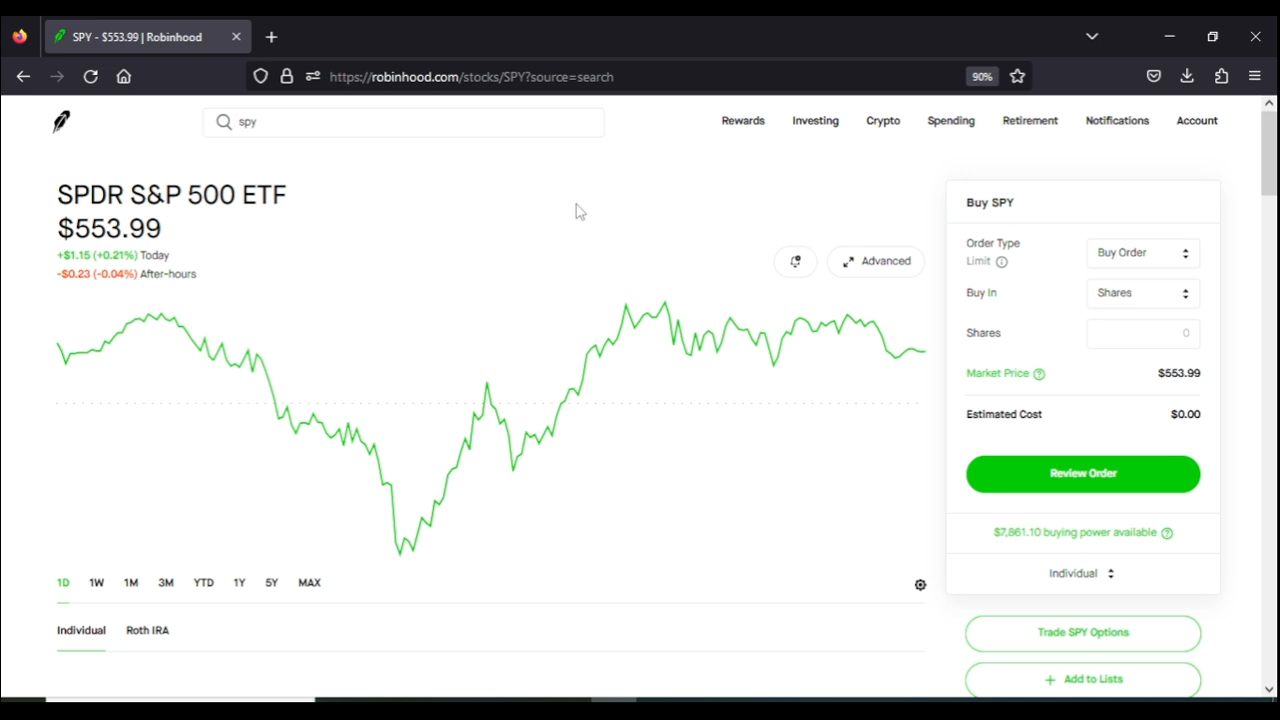 SPY - $553.99 | Robinhood
https://robinhood.com/stocks/SPY?source=search
90%
spy
Rewards Investing Crypto Spending Retirement Notifications Account
SPDR S&P 500 ETF
$553.99
+$1.15 (+0.21%) Today
-$0.23 (-0.04%) After-hours
Advanced
1D 1W 1M 3M YTD 1Y 5Y MAX
Individual Roth IRA
Buy SPY
Order Type
Limit
Buy Order
Buy In Shares
Shares 0
Market Price $553.99
Estimated Cost $0.00
Review Order
$7,861.10 buying power available
Individual
Trade SPY Options
+ Add to Lists